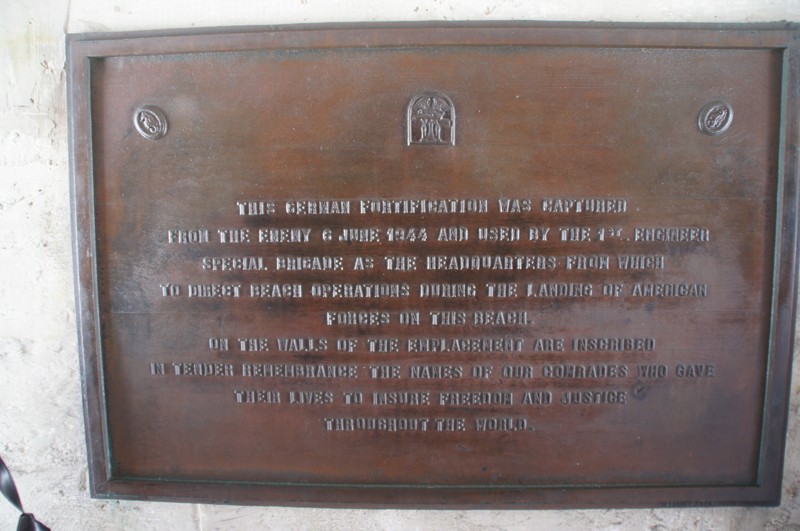 THIS GERMAN FORTIFICATION WAS CAPTURED
FROM THE ENEMY 6 JUNE 1944 AND USED BY THE 1ST. ENGINEER
SPECIAL BRIGADE AS THE HEADQUARTERS FROM WHICH
TO DIRECT BEACH OPERATIONS DURING THE LANDING OF AMERICAN
FORCES ON THIS BEACH.
ON THE WALLS OF THE EMPLACEMENT ARE INSCRIBED
IN TENDER REMEMBRANCE THE NAMES OF OUR COMRADES WHO GAVE
THEIR LIVES TO INSURE FREEDOM AND JUSTICE
THROUGHOUT THE WORLD.